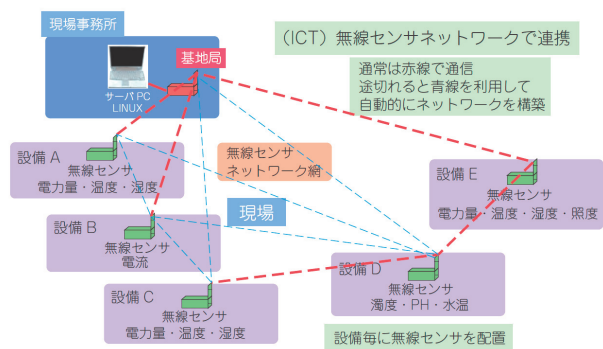 現場事務所
基地局
サーバPC
LINUX
（ICT）無線センサネットワークで連携
通常は赤線で通信
途切れると青線を利用して
自動的にネットワークを構築
設備A
無線センサ
電力量・温度・湿度
無線センサ
ネットワーク網
設備E
無線センサ
電力量・温度・湿度・照度
設備B
無線センサ
電流
現場
設備C
無線センサ
電力量・温度・湿度
設備D
無線センサ
濁度・PH・水温
設備毎に無線センサを配置